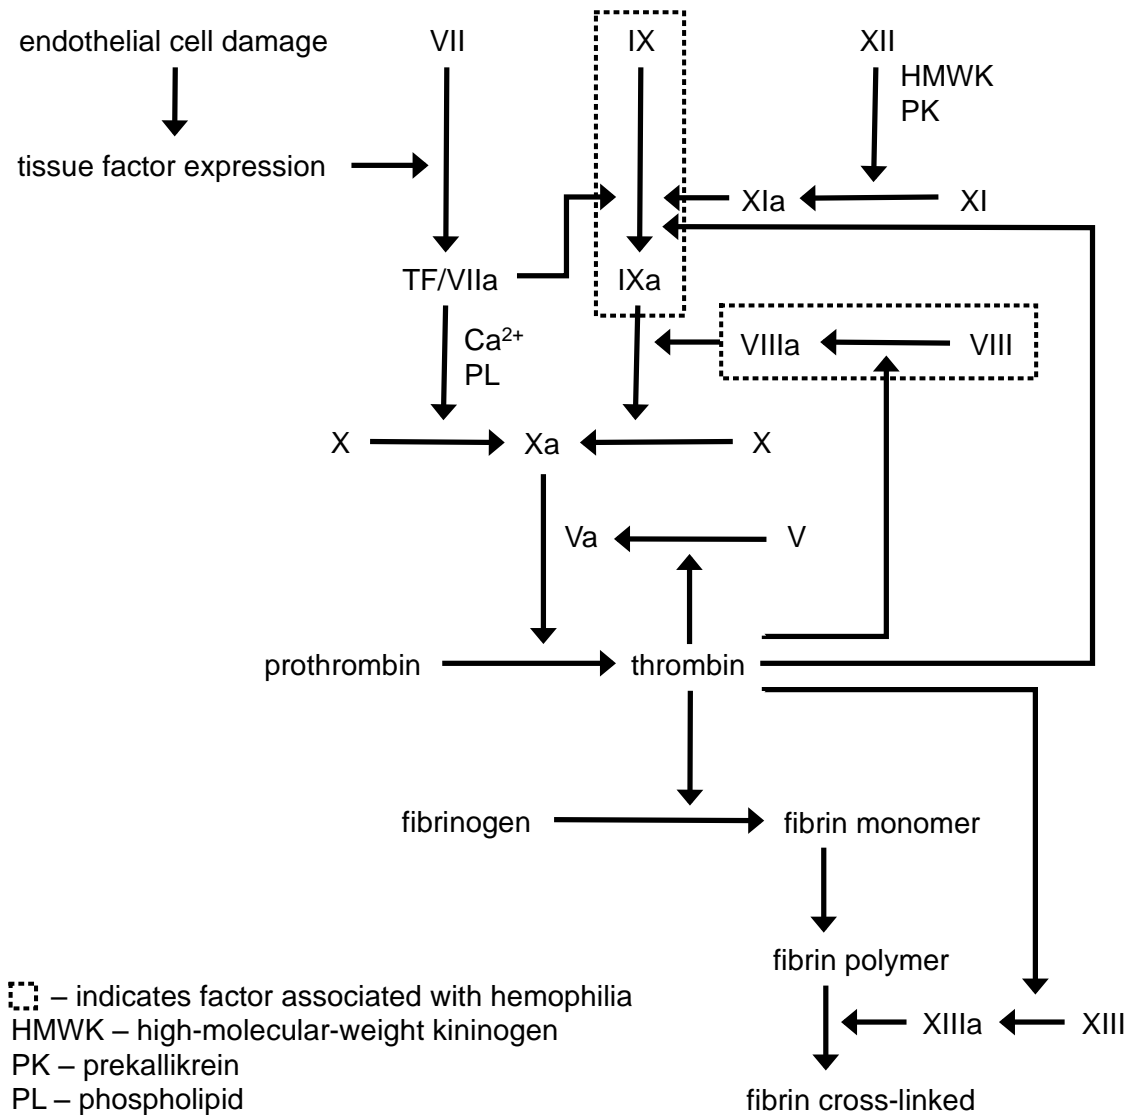 endothelial cell damage
VII
IX
XII
HMWK
PK
tissue factor expression
XIa
XI
TF/VIIa
IXa
Ca²⁺
PL
VIIIa
VIII
X
Xa
X
Va
V
prothrombin
thrombin
fibrinogen
fibrin monomer
fibrin polymer
XIIIa
XIII
fibrin cross-linked
– indicates factor associated with hemophilia
HMWK – high-molecular-weight kininogen
PK – prekallikrein
PL – phospholipid